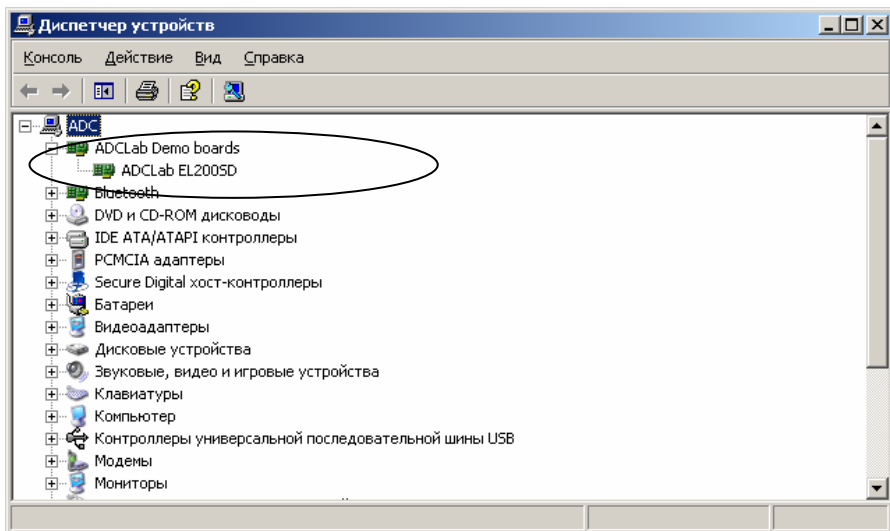 Диспетчер устройств
Консоль Действие Вид Справка
ADC
ADCLab Demo boards
ADCLab EL200SD
Bluetooth
DVD и CD-ROM дисководы
IDE ATA/ATAPI контроллеры
PCMCIA адаптеры
Secure Digital хост-контроллеры
Батареи
Видеоадаптеры
Дисковые устройства
Звуковые, видео и игровые устройства
Клавиатуры
Компьютер
Контроллеры универсальной последовательной шины USB
Модемы
Мониторы